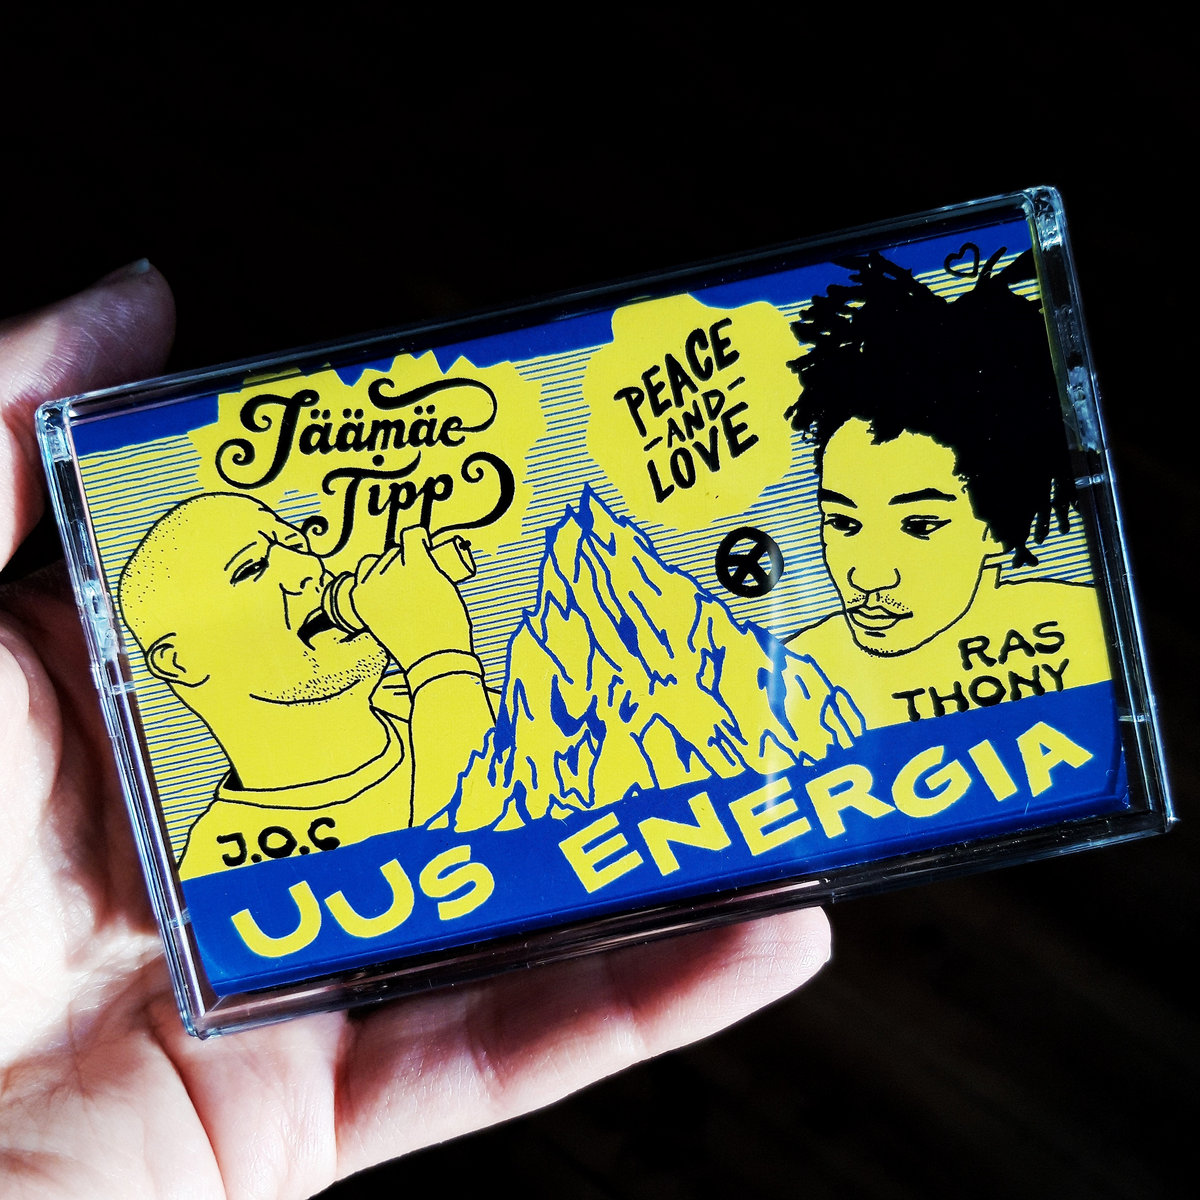 Jäämäe
Tipp
PEACE
-AND-
LOVE
RAS
THONY
J.O.C
UUS ENERGIA